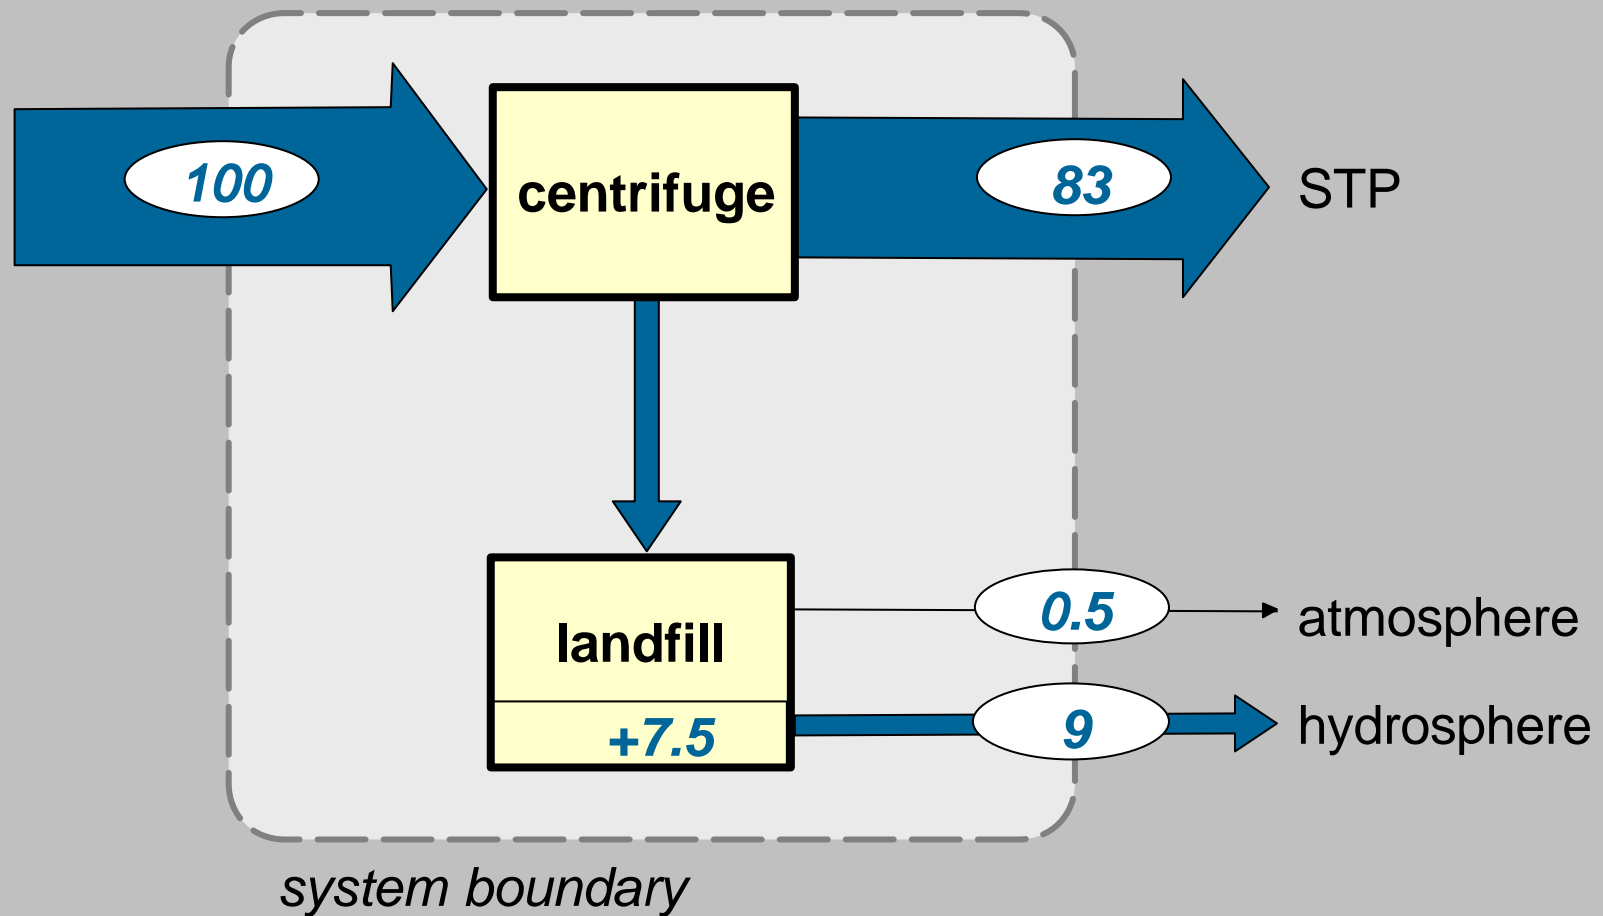 100
centrifuge
83
STP
landfill
+7.5
0.5
atmosphere
9
hydrosphere
system boundary